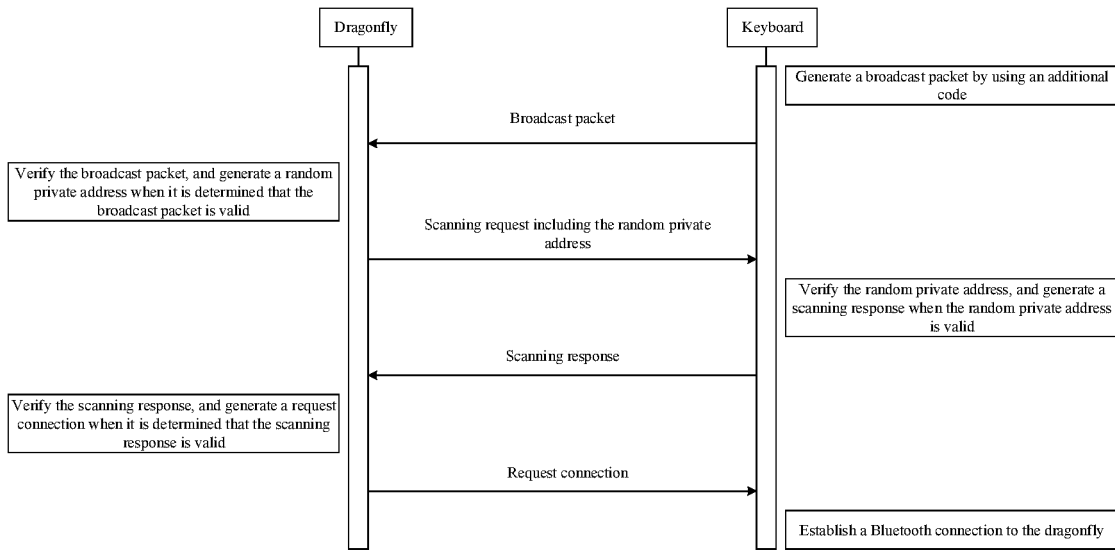 Dragonfly
Keyboard
Generate a broadcast packet by using an additional
code
Broadcast packet
Verify the broadcast packet, and generate a random
private address when it is determined that the
broadcast packet is valid
Scanning request including the random private
address
Verify the random private address, and generate a
scanning response when the random private address
is valid
Scanning response
Verify the scanning response, and generate a request
connection when it is determined that the scanning
response is valid
Request connection
Establish a Bluetooth connection to the dragonfly